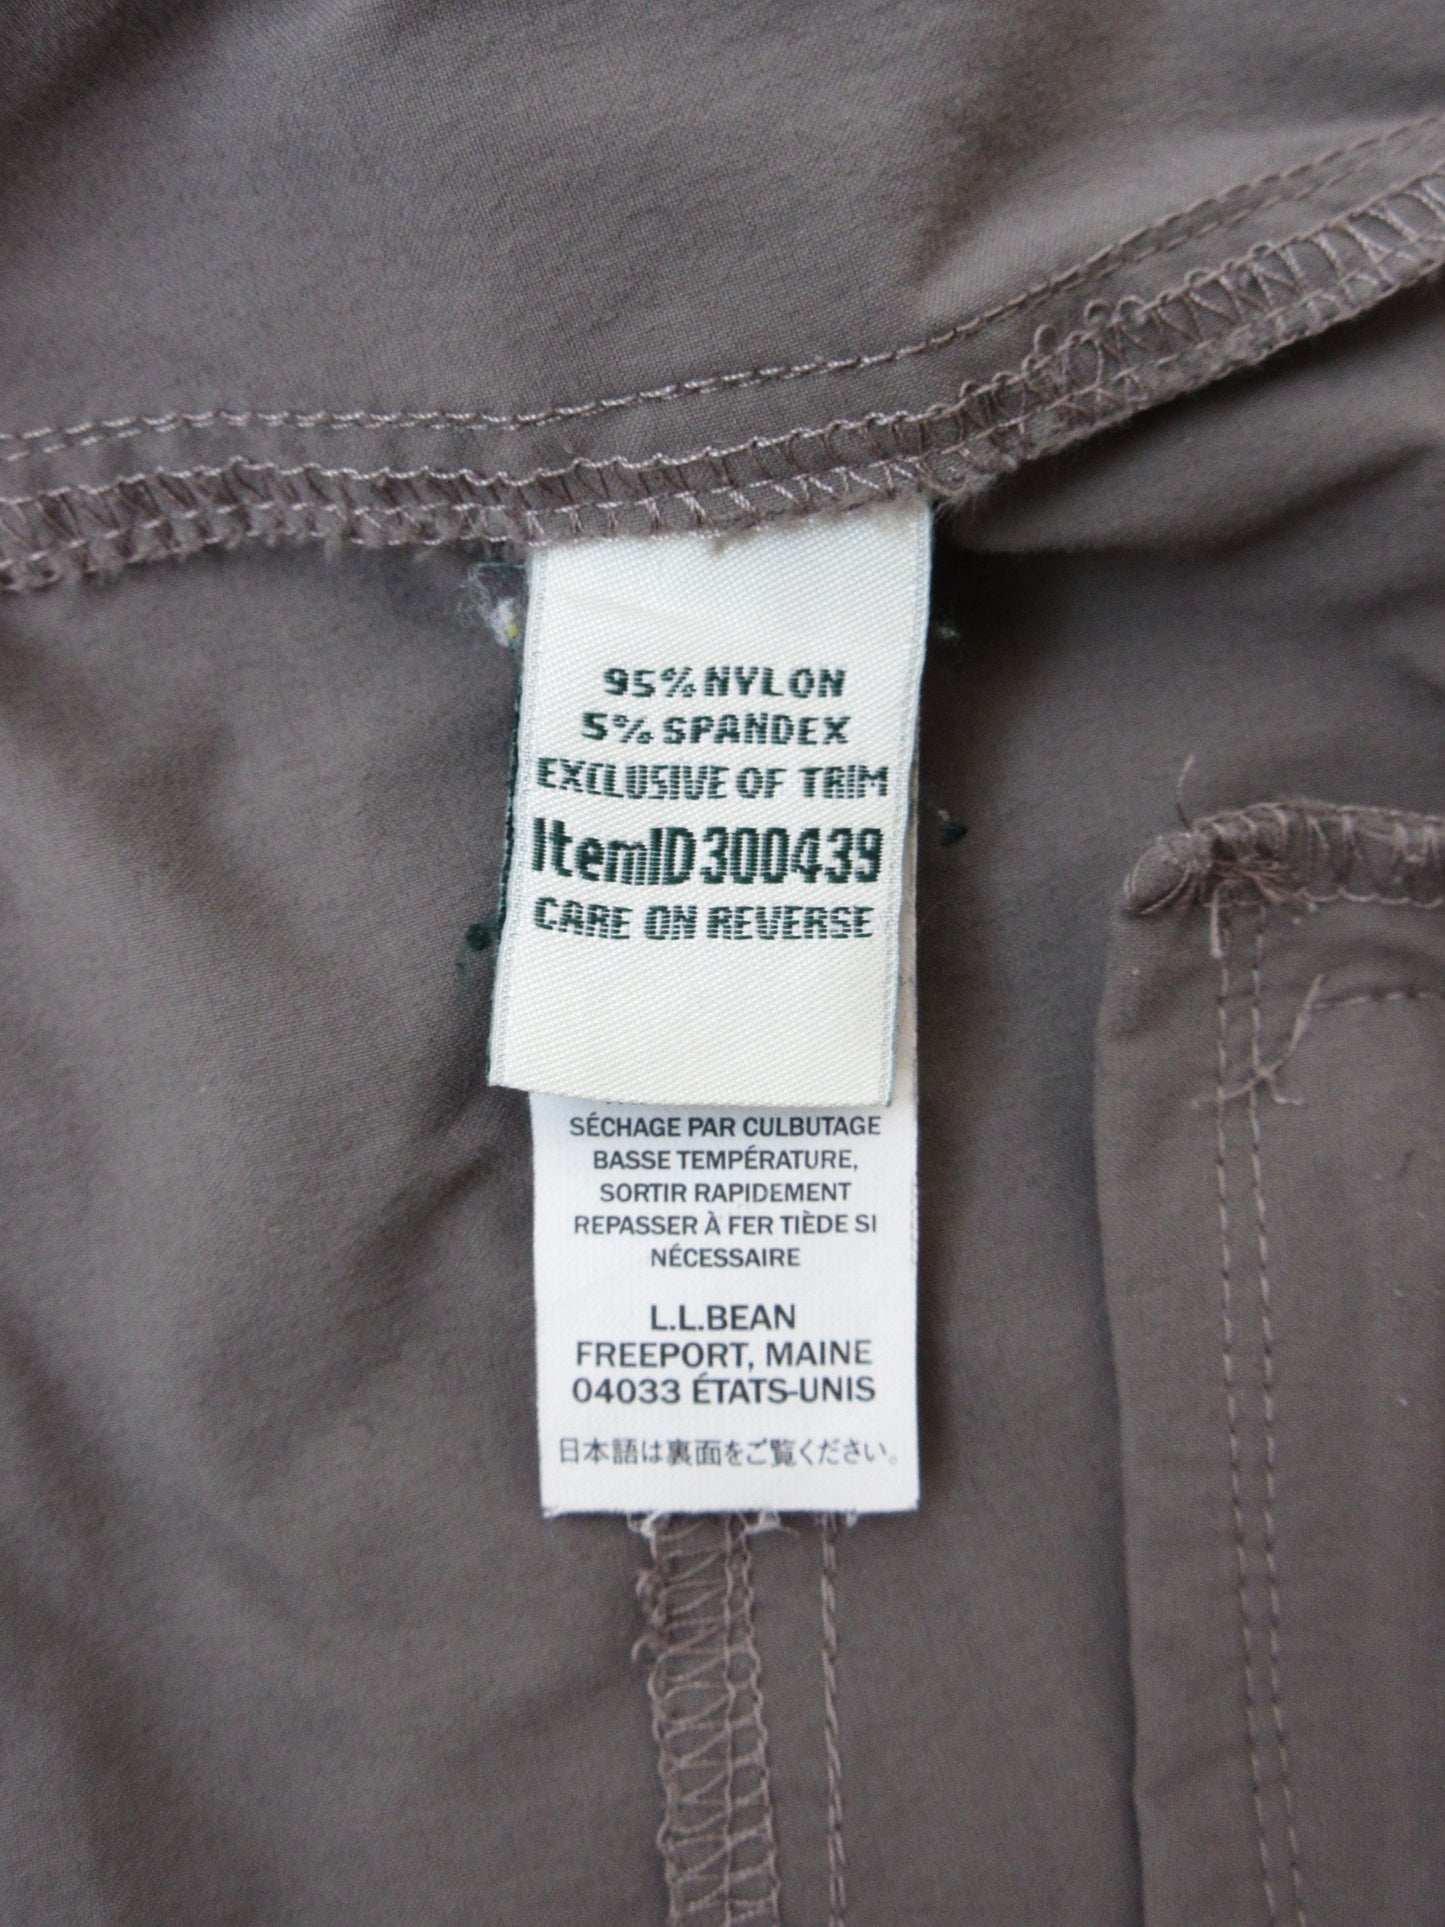 95% NYLON
5% SPANDEX
EXCLUSIVE OF TRIM
ItemID300439
CARE ON REVERSE
SÉCHAGE PAR CULBUTAGE
BASSE TEMPÉRATURE,
SORTIR RAPIDEMENT
REPASSER À FER TIÈDE SI
NÉCESSAIRE
L.L.BEAN
FREEPORT, MAINE
04033 ÉTATS-UNIS
日本語は裏面をご覧ください。